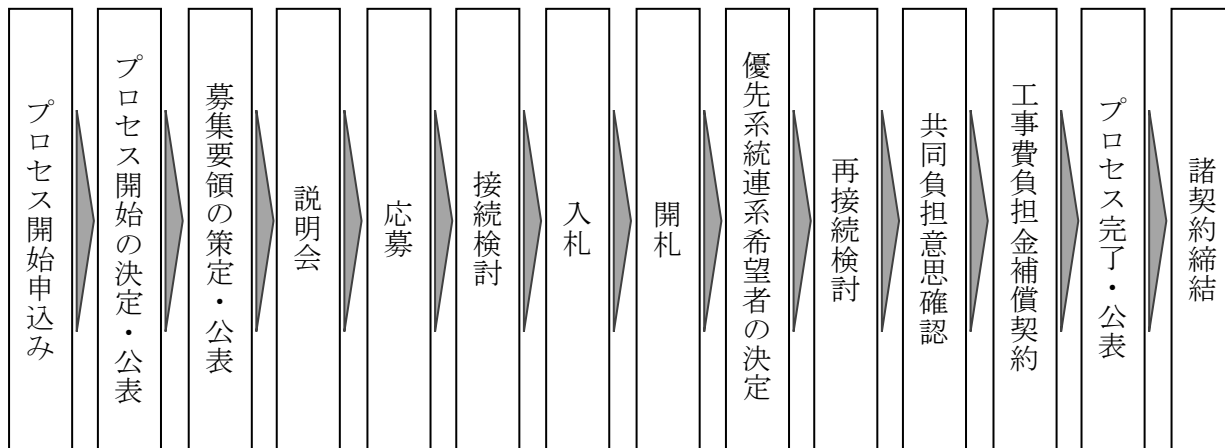 プロセス開始申込み
プロセス開始の決定・公表
募集要領の策定・公表
説明会
応募
接続検討
入札
開札
優先系統連系希望者の決定
再接続検討
共同負担意思確認
工事費負担金補償契約
プロセス完了・公表
諸契約締結